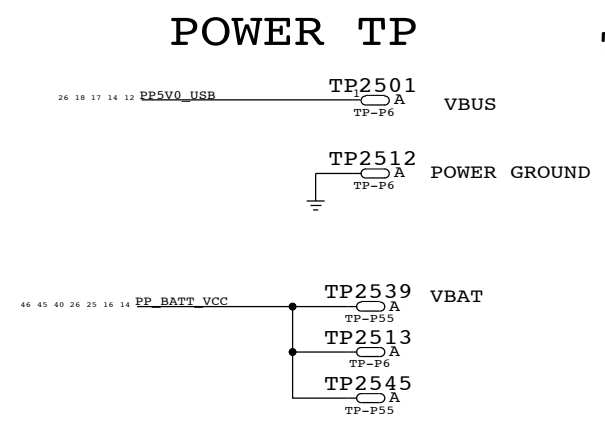 POWER TP
TP2501
26 18 17 14 12 PP5V0_USB 1 A VBUS
TP-P6
TP2512
A POWER GROUND
TP-P6
TP2539 VBAT
46 45 40 26 25 16 14 PP_BATT_VCC A
TP-P55
TP2513
A
TP-P6
TP2545
A
TP-P55